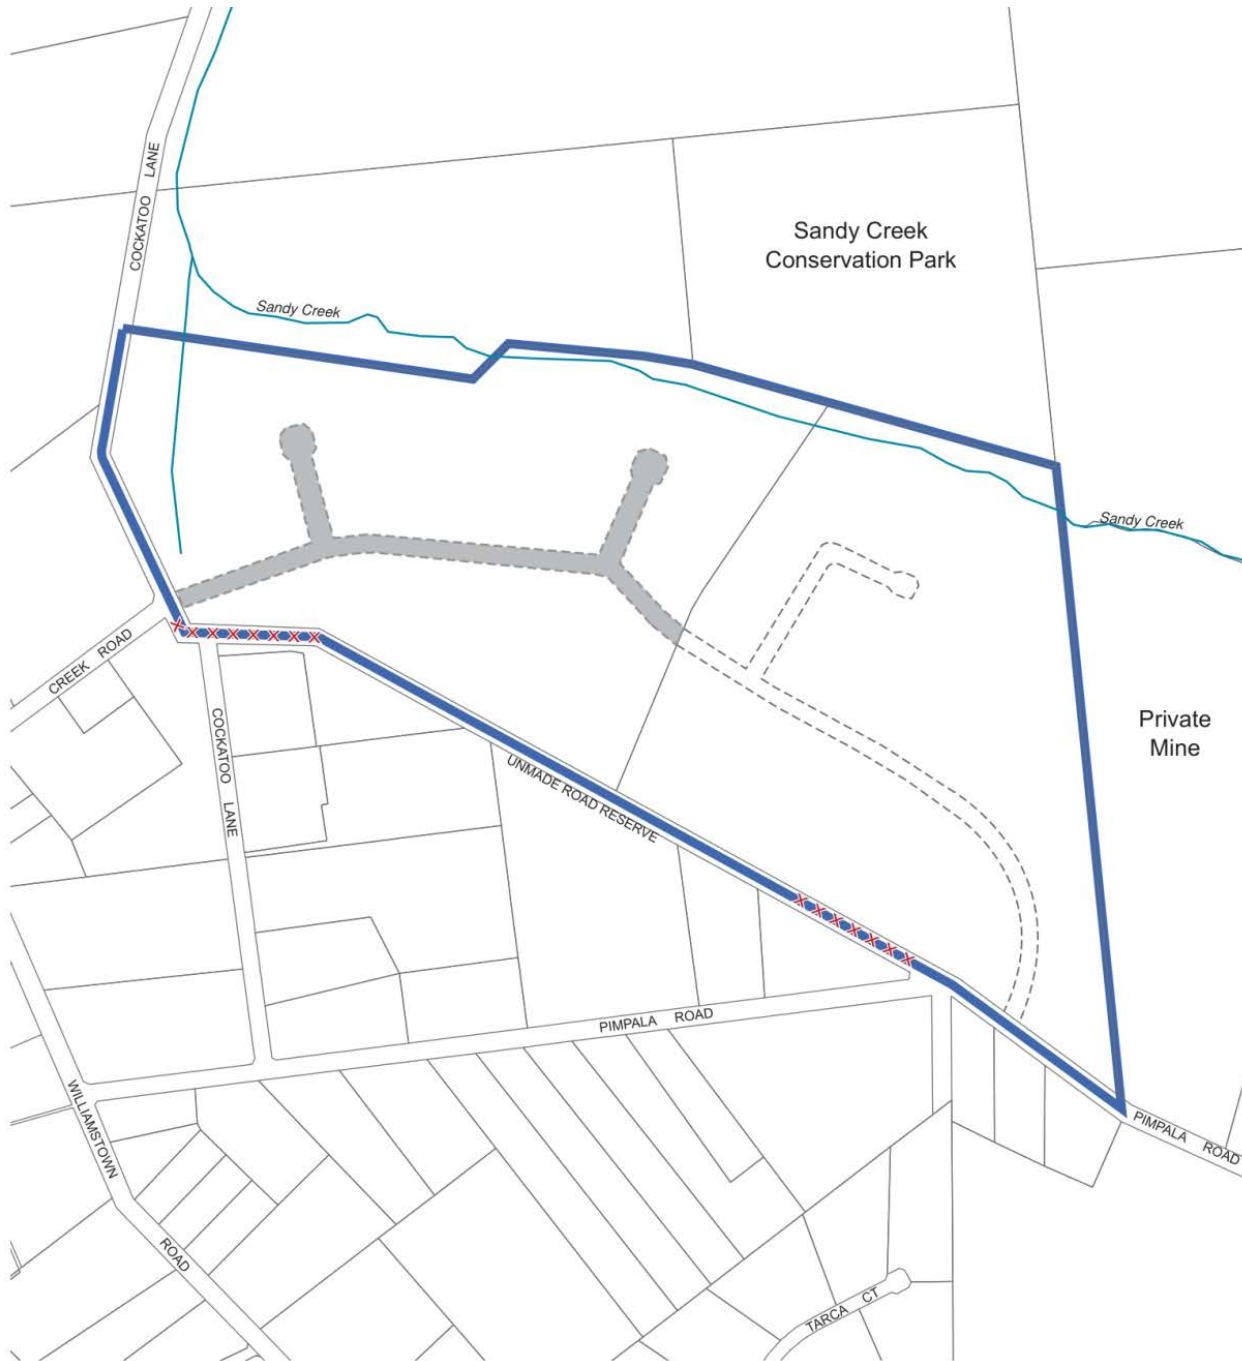 COCKATOO LANE
Sandy Creek
Conservation Park
Sandy Creek
Sandy Creek
CREEK ROAD
COCKATOO LANE
Private
Mine
UNMADE ROAD RESERVE
PIMPALA ROAD
WILLIAMSTOWN
ROAD
PIMPALA ROAD
TARCA CT